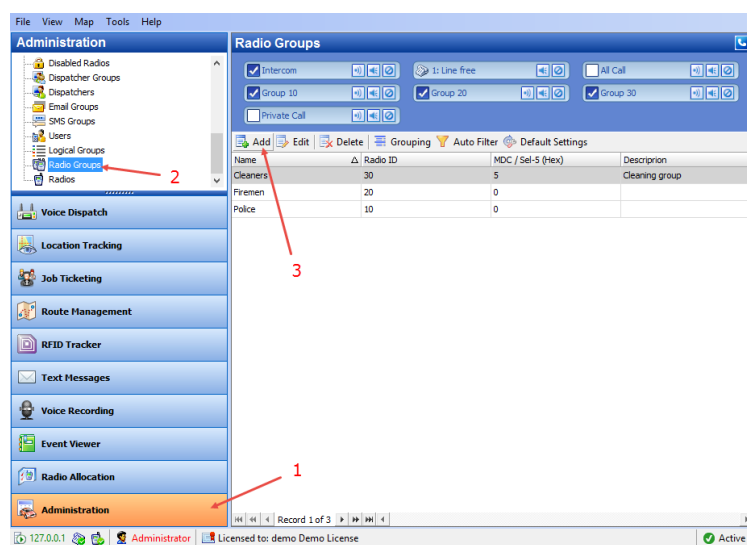 File View Map Tools Help
Administration
Disabled Radios
Dispatcher Groups
Dispatchers
Email Groups
SMS Groups
Users
Logical Groups
Radio Groups
Radios
2
Voice Dispatch
Location Tracking
Job Ticketing
Route Management
RFID Tracker
Text Messages
Voice Recording
Event Viewer
Radio Allocation
Administration
1
Radio Groups
Intercom 1: Line free All Call
Group 10 Group 20 Group 30
Private Call
Add Edit Delete Grouping Auto Filter Default Settings
Name Radio ID MDC / Sel-5 (Hex) Descriprion
Cleaners 30 5 Cleaning group
Firemen 20 0
Police 10 0
3
Record 1 of 3
127.0.0.1 Administrator Licensed to: demo Demo License Active